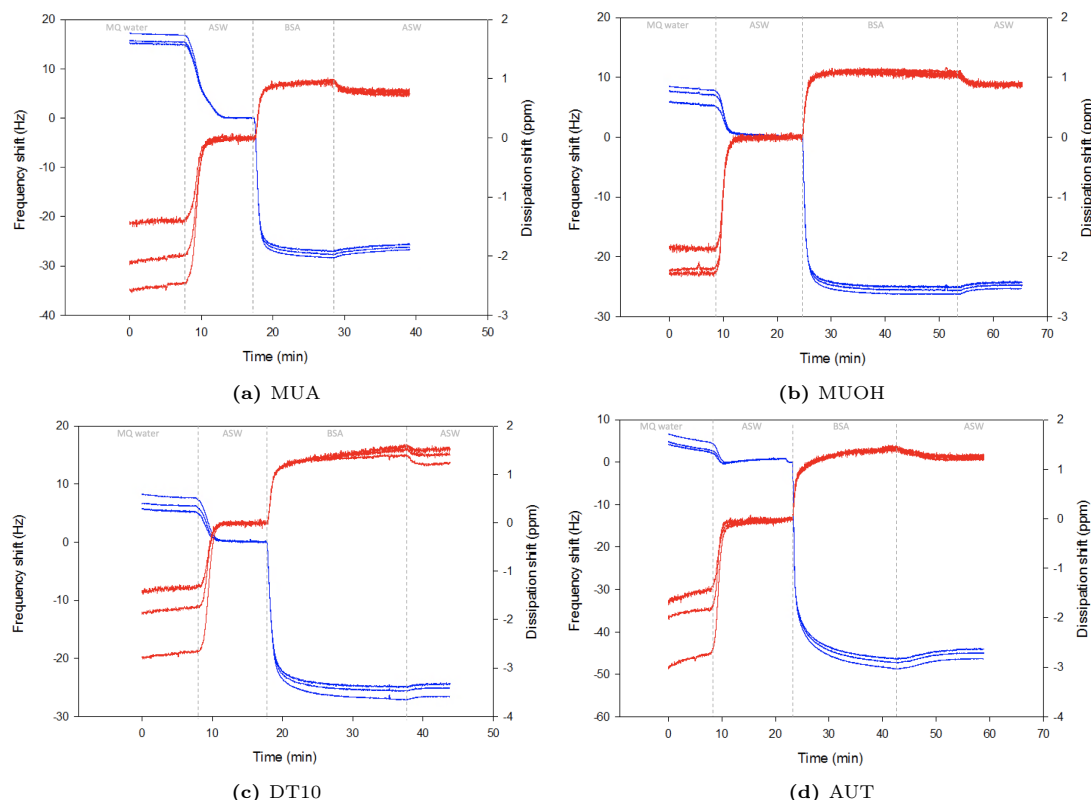 MQ water ASW BSA ASW
20
10
0
-10
-20
-30
-40
Frequency shift (Hz)
2
1
0
-1
-2
-3
Dissipation shift (ppm)
0 10 20 30 40 50
Time (min)
(a) MUA
MQ water ASW BSA ASW
20
10
0
-10
-20
-30
Frequency shift (Hz)
2
1
0
-1
-2
-3
Dissipation shift (ppm)
0 10 20 30 40 50 60 70
Time (min)
(b) MUOH
MQ water ASW BSA ASW
20
10
0
-10
-20
-30
Frequency shift (Hz)
2
1
0
-1
-2
-3
-4
Dissipation shift (ppm)
0 10 20 30 40 50
Time (min)
(c) DT10
MQ water ASW BSA ASW
10
0
-10
-20
-30
-40
-50
-60
Frequency shift (Hz)
2
1
0
-1
-2
-3
-4
Dissipation shift (ppm)
0 10 20 30 40 50 60 70
Time (min)
(d) AUT